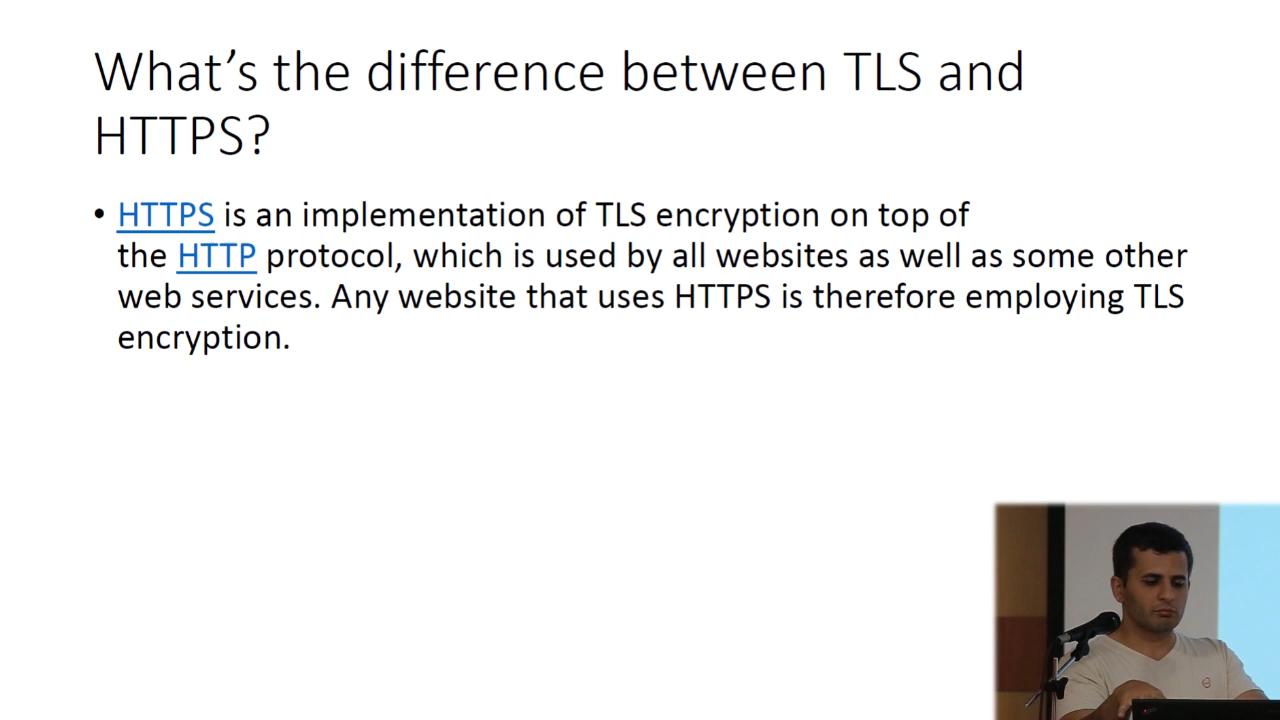 What’s the difference between TLS and
HTTPS?
• HTTPS is an implementation of TLS encryption on top of
the HTTP protocol, which is used by all websites as well as some other
web services. Any website that uses HTTPS is therefore employing TLS
encryption.